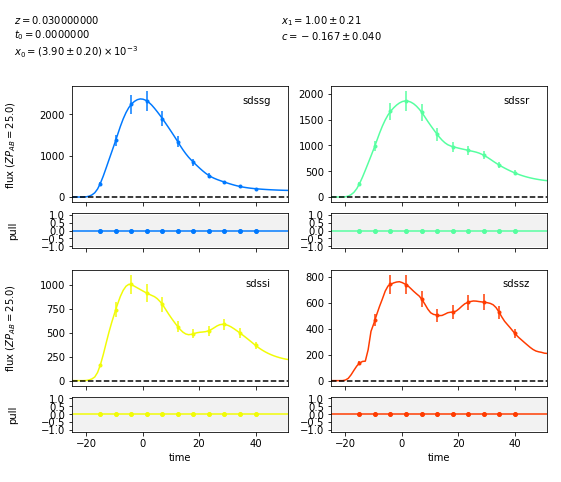 z = 0.030000000
t0 = 0.0000000
x0 = (3.90 ± 0.20) × 10−3
x1 = 1.00 ± 0.21
c = − 0.167 ± 0.040
flux (ZPAB = 25.0)
2000
1000
0
sdssg
2000
1500
1000
500
0
sdssr
pull
1.0
0.5
0.0
−0.5
−1.0
1.0
0.5
0.0
−0.5
−1.0
flux (ZPAB = 25.0)
1000
750
500
250
0
sdssi
800
600
400
200
0
sdssz
pull
1.0
0.5
0.0
−0.5
−1.0
−20 0 20 40
time
1.0
0.5
0.0
−0.5
−1.0
−20 0 20 40
time